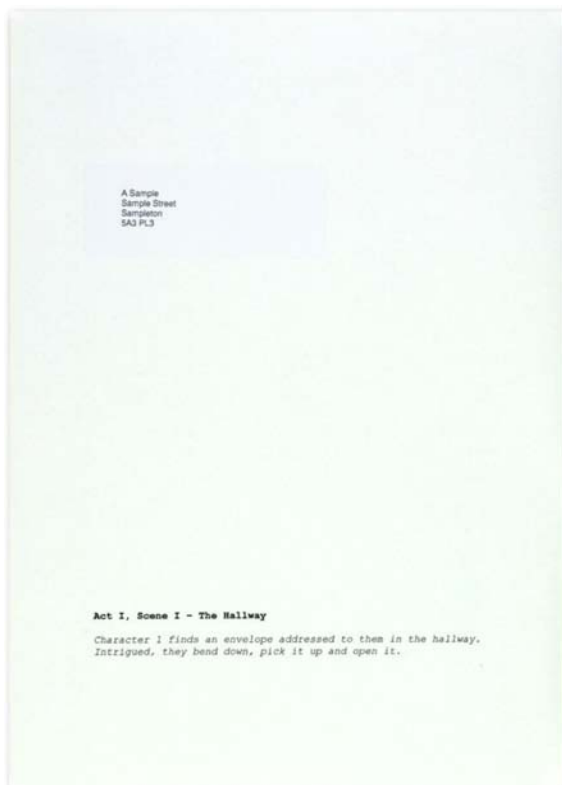 A Sample
Sample Street
Sampleton
5A3 PL3
Act I, Scene I - The Hallway
Character 1 finds an envelope addressed to them in the hallway.
Intrigued, they bend down, pick it up and open it.